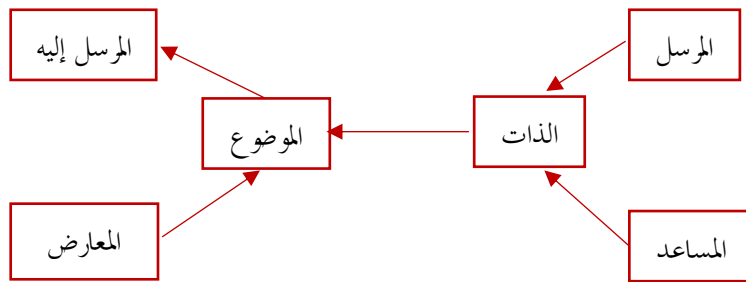 المرسل
المرسل إليه
الذات
الموضوع
المساعد
المعارض